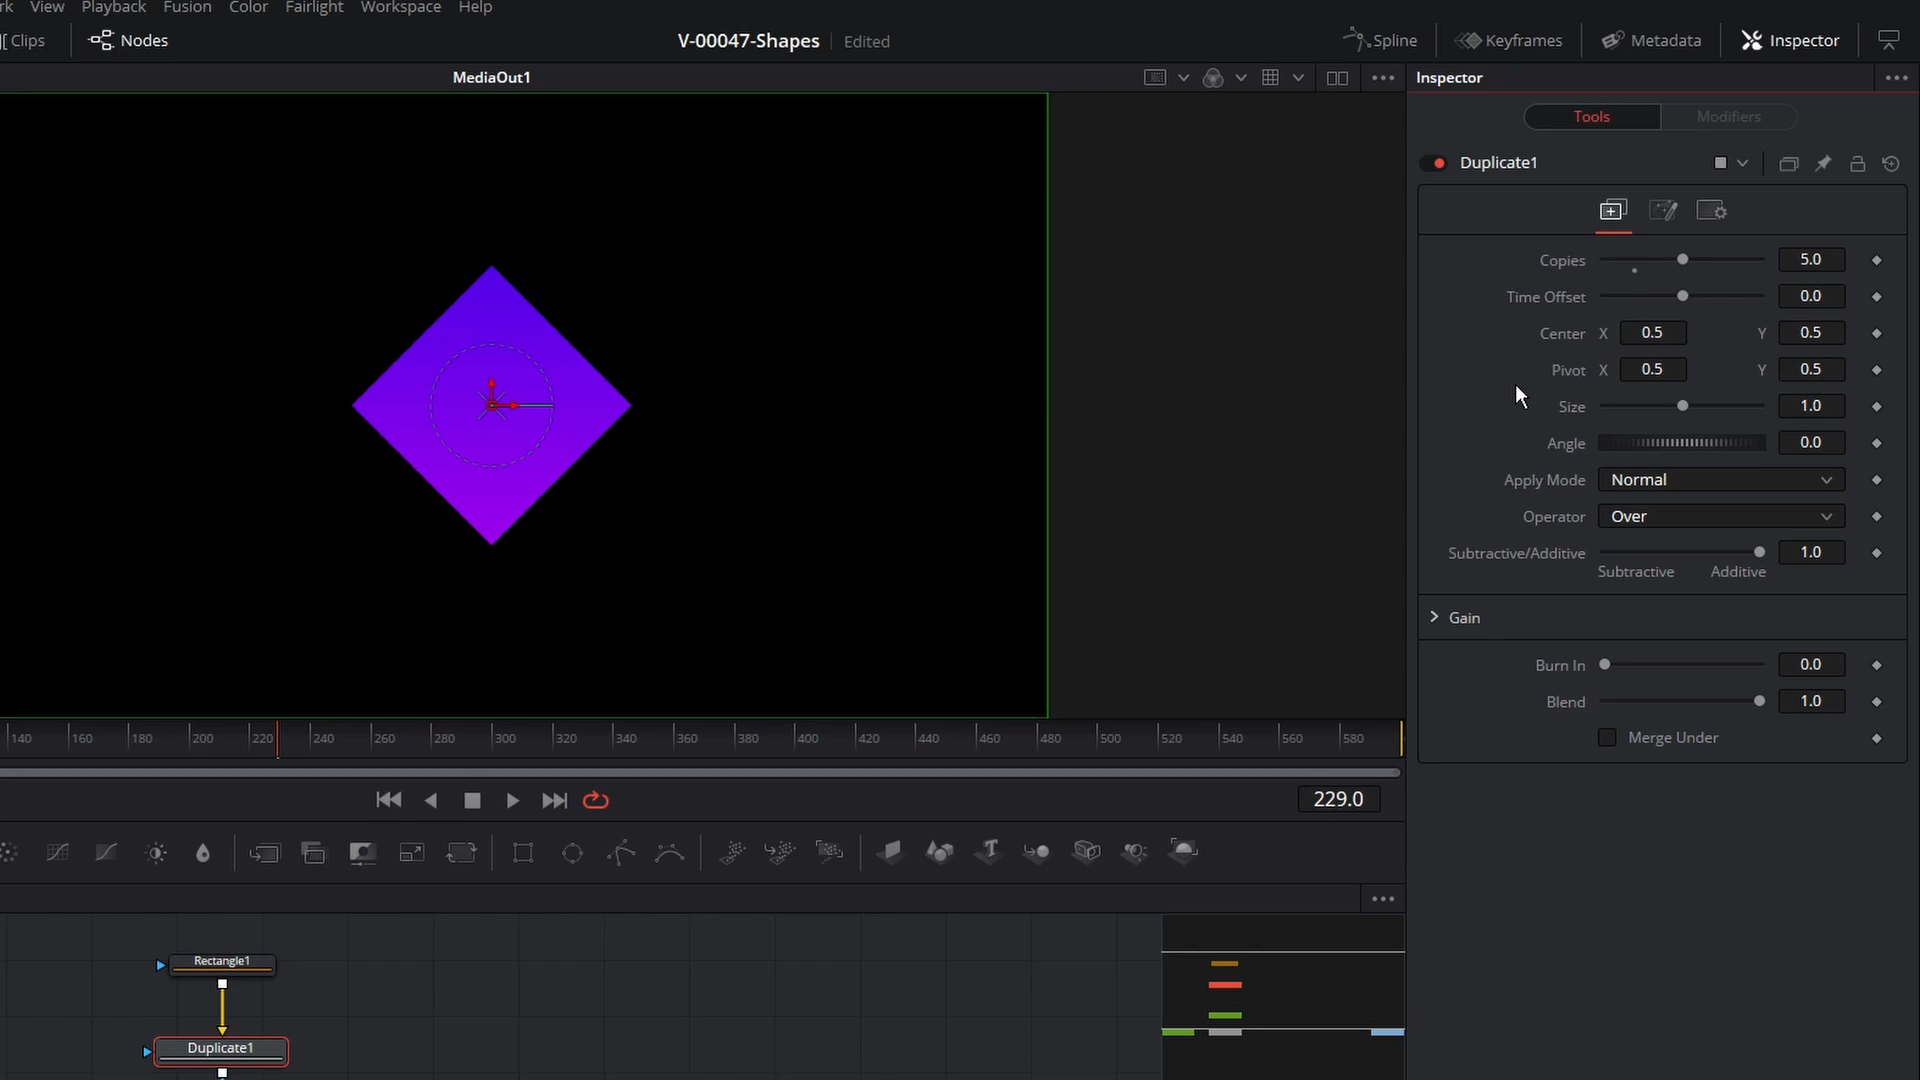 rk View Playback Fusion Color Fairlight Workspace Help
Clips Nodes V-00047-Shapes Edited Spline Keyframes Metadata Inspector
MediaOut1
Inspector
Tools Modifiers
Duplicate1
Copies 5.0
Time Offset 0.0
Center X 0.5 Y 0.5
Pivot X 0.5 Y 0.5
Size 1.0
Angle 0.0
Apply Mode Normal
Operator Over
Subtractive/Additive 1.0
Subtractive Additive
Gain
Burn In 0.0
Blend 1.0
Merge Under
140 160 180 200 220 240 260 280 300 320 340 360 380 400 420 440 460 480 500 520 540 560 580
229.0
Rectangle1
Duplicate1